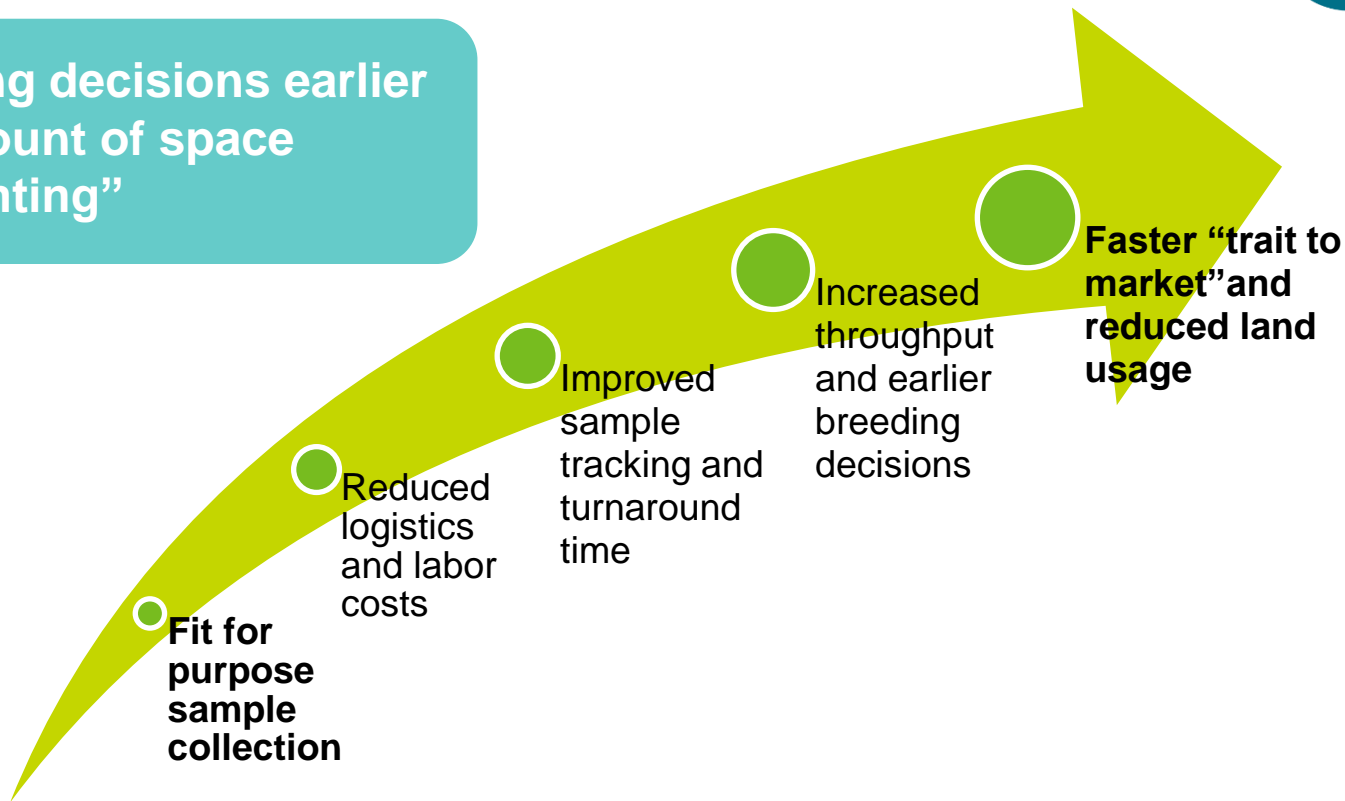 ng decisions earlier
ount of space
nting”
Fit for
purpose
sample
collection
Reduced
logistics
and labor
costs
Improved
sample
tracking and
turnaround
time
Increased
throughput
and earlier
breeding
decisions
Faster “trait to
market”and
reduced land
usage